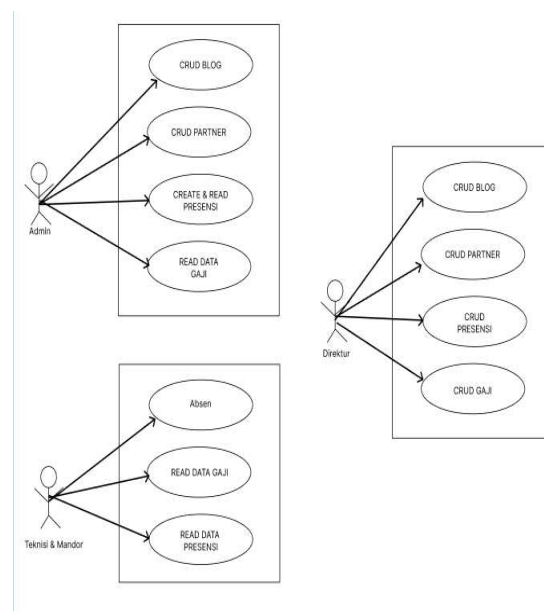 CRUD BLOG
CRUD PARTNER
CREATE & READ
PRESENSI
READ DATA
GAJI
Admin
CRUD BLOG
CRUD PARTNER
CRUD
PRESENSI
CRUD GAJI
Direktur
Absen
READ DATA GAJI
READ DATA
PRESENSI
Teknisi & Mandor